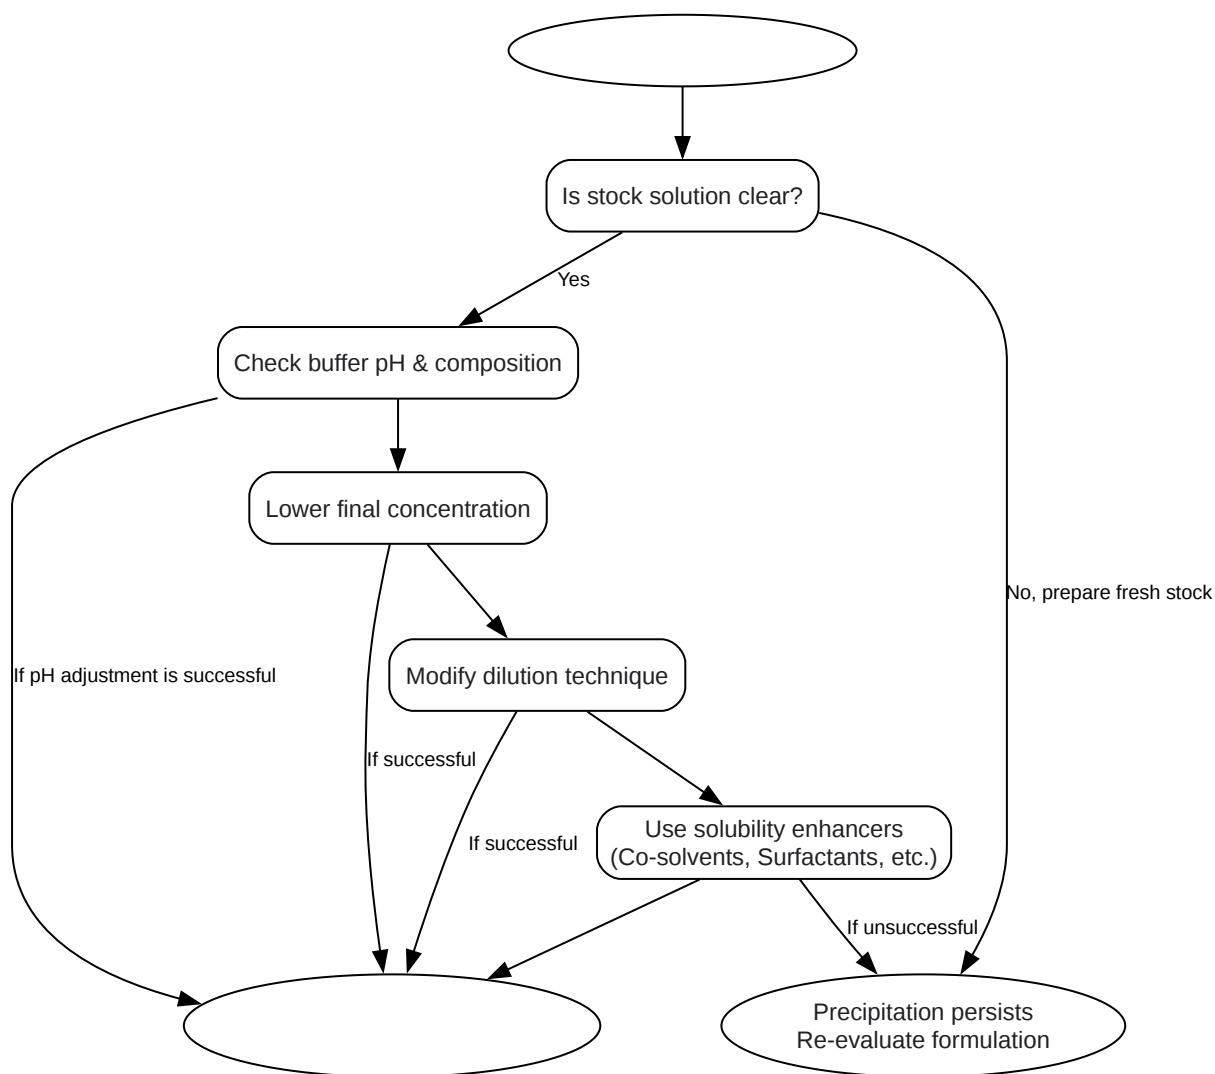 Is stock solution clear?
Yes
Check buffer pH & composition
Lower final concentration
No, prepare fresh stock
If pH adjustment is successful
Modify dilution technique
If successful
If successful
Use solubility enhancers
(Co-solvents, Surfactants, etc.)
If unsuccessful
Precipitation persists
Re-evaluate formulation